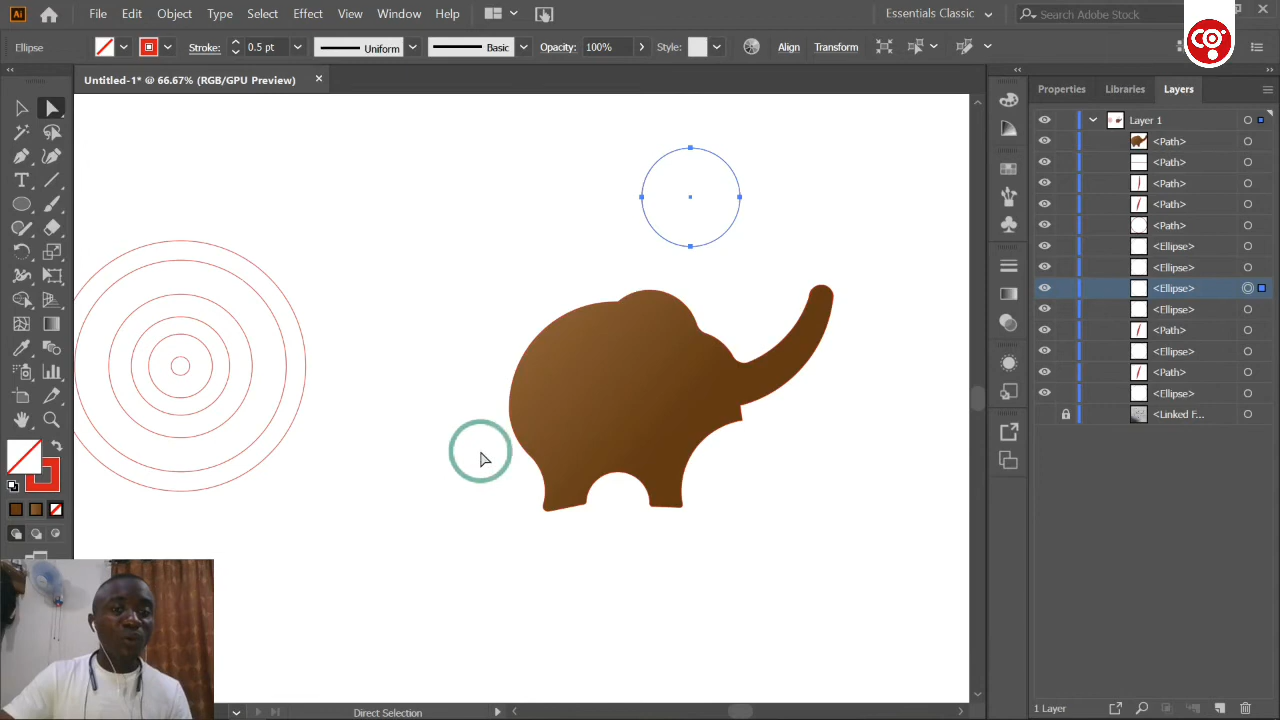 Ai File Edit Object Type Select Effect View Window Help Essentials Classic Search Adobe Stock
Ellipse Stroke: 0.5 pt Uniform Basic Opacity: 100% Style: Align Transform
Untitled-1* @ 66.67% (RGB/GPU Preview) Properties Libraries Layers
Layer 1
<Path>
<Path>
<Path>
<Path>
<Path>
<Ellipse>
<Ellipse>
<Ellipse>
<Ellipse>
<Path>
<Ellipse>
<Path>
<Ellipse>
<Linked F...
Direct Selection 1 Layer